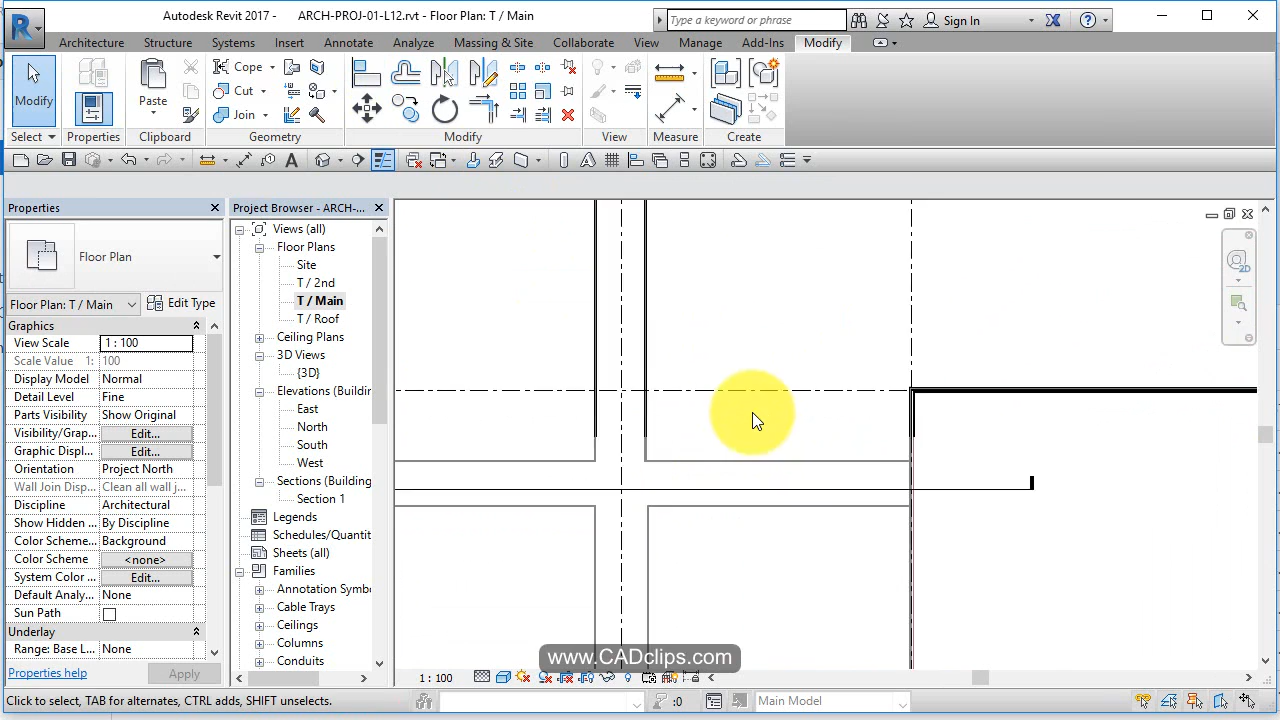 Autodesk Revit 2017 - ARCH-PROJ-01-L12.rvt - Floor Plan: T / Main
Type a keyword or phrase
Sign In
Architecture Structure Systems Insert Annotate Analyze Massing & Site Collaborate View Manage Add-Ins Modify
Modify
Paste
Cope
Cut
Join
Select Properties Clipboard Geometry Modify View Measure Create
Properties
Project Browser - ARCH-...
Floor Plan
Floor Plan: T / Main
Edit Type
Graphics
View Scale 1 : 100
Scale Value 1: 100
Display Model Normal
Detail Level Fine
Parts Visibility Show Original
Visibility/Grap... Edit...
Graphic Displ... Edit...
Orientation Project North
Wall Join Displ... Clean all wall j...
Discipline Architectural
Show Hidden ... By Discipline
Color Scheme... Background
Color Scheme <none>
System Color ... Edit...
Default Analy... None
Sun Path
Underlay
Range: Base L... None
Properties help
Apply
Views (all)
Floor Plans
Site
T / 2nd
T / Main
T / Roof
Ceiling Plans
3D Views
{3D}
Elevations (Building
East
North
South
West
Sections (Building
Section 1
Legends
Schedules/Quantit
Sheets (all)
Families
Annotation Symb
Cable Trays
Ceilings
Columns
Conduits
2D
www.CADclips.com
1 : 100
Click to select, TAB for alternates, CTRL adds, SHIFT unselects.
:0
Main Model